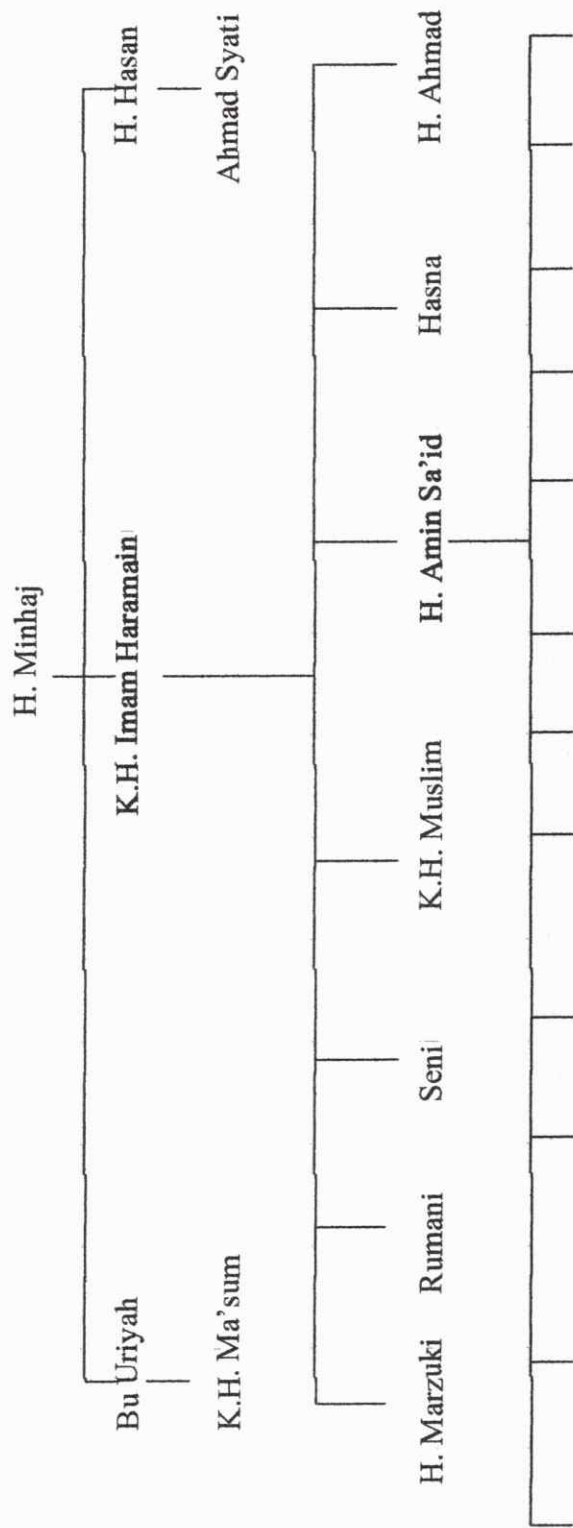 H. Minhaj
Bu Uriyah K.H. Imam Haramain H. Hasan
K.H. Ma'sum Ahmad Syati
H. Marzuki Rumani Seni K.H. Muslim H. Amin Sa'id Hasna H. Ahmad